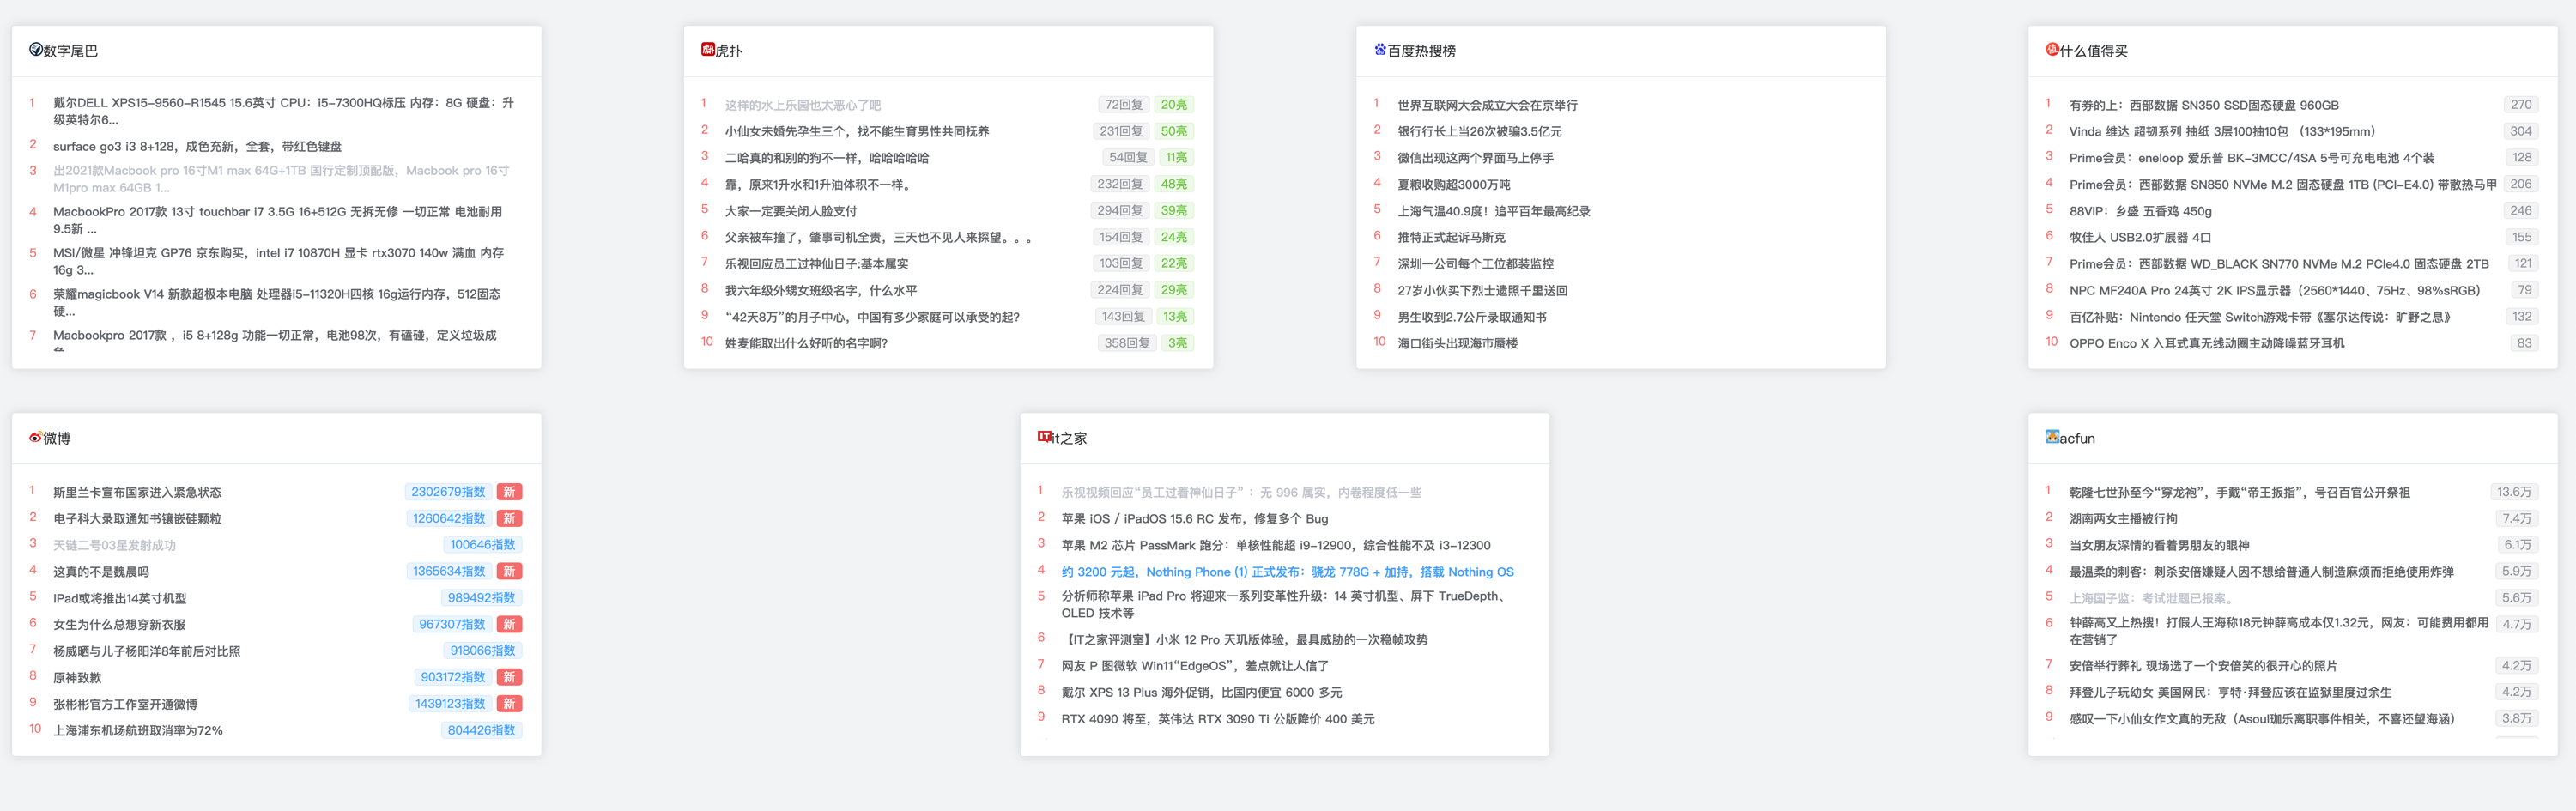 数字尾巴
1 戴尔DELL XPS15-9560-R1545 15.6英寸 CPU：i5-7300HQ标压 内存：8G 硬盘：升
级英特尔6...
2 surface go3 i3 8+128，成色充新，全套，带红色键盘
3 出2021款Macbook pro 16寸M1 max 64G+1TB 国行定制顶配版，Macbook pro 16寸
M1pro max 64GB 1...
4 MacbookPro 2017款 13寸 touchbar i7 3.5G 16+512G 无拆无修 一切正常 电池耐用
9.5新 ...
5 MSI/微星 冲锋坦克 GP76 京东购买，intel i7 10870H 显卡 rtx3070 140w 满血 内存
16g 3...
6 荣耀magicbook V14 新款超极本电脑 处理器i5-11320H四核 16g运行内存，512固态
硬...
7 Macbookpro 2017款 ，i5 8+128g 功能一切正常，电池98次，有磕碰，定义垃圾成
虎扑
1 这样的水上乐园也太恶心了吧 72回复 20亮
2 小仙女未婚先孕生三个，找不能生育男性共同抚养 231回复 50亮
3 二哈真的和别的狗不一样，哈哈哈哈哈 54回复 11亮
4 靠，原来1升水和1升油体积不一样。 232回复 48亮
5 大家一定要关闭人脸支付 294回复 39亮
6 父亲被车撞了，肇事司机全责，三天也不见人来探望。。。 154回复 24亮
7 乐视回应员工过神仙日子:基本属实 103回复 22亮
8 我六年级外甥女班级名字，什么水平 224回复 29亮
9 “42天8万”的月子中心，中国有多少家庭可以承受的起? 143回复 13亮
10 姓麦能取出什么好听的名字啊? 358回复 3亮
百度热搜榜
1 世界互联网大会成立大会在京举行
2 银行行长上当26次被骗3.5亿元
3 微信出现这两个界面马上停手
4 夏粮收购超3000万吨
5 上海气温40.9度！追平百年最高纪录
6 推特正式起诉马斯克
7 深圳一公司每个工位都装监控
8 27岁小伙买下烈士遗照千里送回
9 男生收到2.7公斤录取通知书
10 海口街头出现海市蜃楼
值什么值得买
1 有券的上：西部数据 SN350 SSD固态硬盘 960GB 270
2 Vinda 维达 超韧系列 抽纸 3层100抽10包 （133*195mm） 304
3 Prime会员：eneloop 爱乐普 BK-3MCC/4SA 5号可充电电池 4个装 128
4 Prime会员：西部数据 SN850 NVMe M.2 固态硬盘 1TB (PCI-E4.0) 带散热马甲 206
5 88VIP：乡盛 五香鸡 450g 246
6 牧佳人 USB2.0扩展器 4口 155
7 Prime会员：西部数据 WD_BLACK SN770 NVMe M.2 PCIe4.0 固态硬盘 2TB 121
8 NPC MF240A Pro 24英寸 2K IPS显示器（2560*1440、75Hz、98%sRGB） 79
9 百亿补贴：Nintendo 任天堂 Switch游戏卡带《塞尔达传说：旷野之息》 132
10 OPPO Enco X 入耳式真无线动圈主动降噪蓝牙耳机 83
微博
1 斯里兰卡宣布国家进入紧急状态 2302679指数 新
2 电子科大录取通知书镶嵌硅颗粒 1260642指数 新
3 天链二号03星发射成功 100646指数
4 这真的不是魏晨吗 1365634指数 新
5 iPad或将推出14英寸机型 989492指数
6 女生为什么总想穿新衣服 967307指数 新
7 杨威晒与儿子杨阳洋8年前后对比照 918066指数
8 原神致歉 903172指数 新
9 张彬彬官方工作室开通微博 1439123指数 新
10 上海浦东机场航班取消率为72% 804426指数
IT it之家
1 乐视视频回应“员工过着神仙日子” ：无 996 属实，内卷程度低一些
2 苹果 iOS / iPadOS 15.6 RC 发布，修复多个 Bug
3 苹果 M2 芯片 PassMark 跑分：单核性能超 i9-12900，综合性能不及 i3-12300
4 约 3200 元起，Nothing Phone (1) 正式发布：骁龙 778G + 加持，搭载 Nothing OS
5 分析师称苹果 iPad Pro 将迎来一系列变革性升级：14 英寸机型、屏下 TrueDepth、
OLED 技术等
6 【IT之家评测室】小米 12 Pro 天玑版体验，最具威胁的一次稳帧攻势
7 网友 P 图微软 Win11“EdgeOS”，差点就让人信了
8 戴尔 XPS 13 Plus 海外促销，比国内便宜 6000 多元
9 RTX 4090 将至，英伟达 RTX 3090 Ti 公版降价 400 美元
acfun
1 乾隆七世孙至今“穿龙袍”，手戴“帝王扳指”，号召百官公开祭祖 13.6万
2 湖南两女主播被行拘 7.4万
3 当女朋友深情的看着男朋友的眼神 6.1万
4 最温柔的刺客：刺杀安倍嫌疑人因不想给普通人制造麻烦而拒绝使用炸弹 5.9万
5 上海国子监：考试泄题已报案。 5.6万
6 钟薛高又上热搜！打假人王海称18元钟薛高成本仅1.32元，网友：可能费用都用 4.7万
在营销了
7 安倍举行葬礼 现场选了一个安倍笑的很开心的照片 4.2万
8 拜登儿子玩幼女 美国网民：亨特·拜登应该在监狱里度过余生 4.2万
9 感叹一下小仙女作文真的无敌（Asoul珈乐离职事件相关，不喜还望海涵） 3.8万